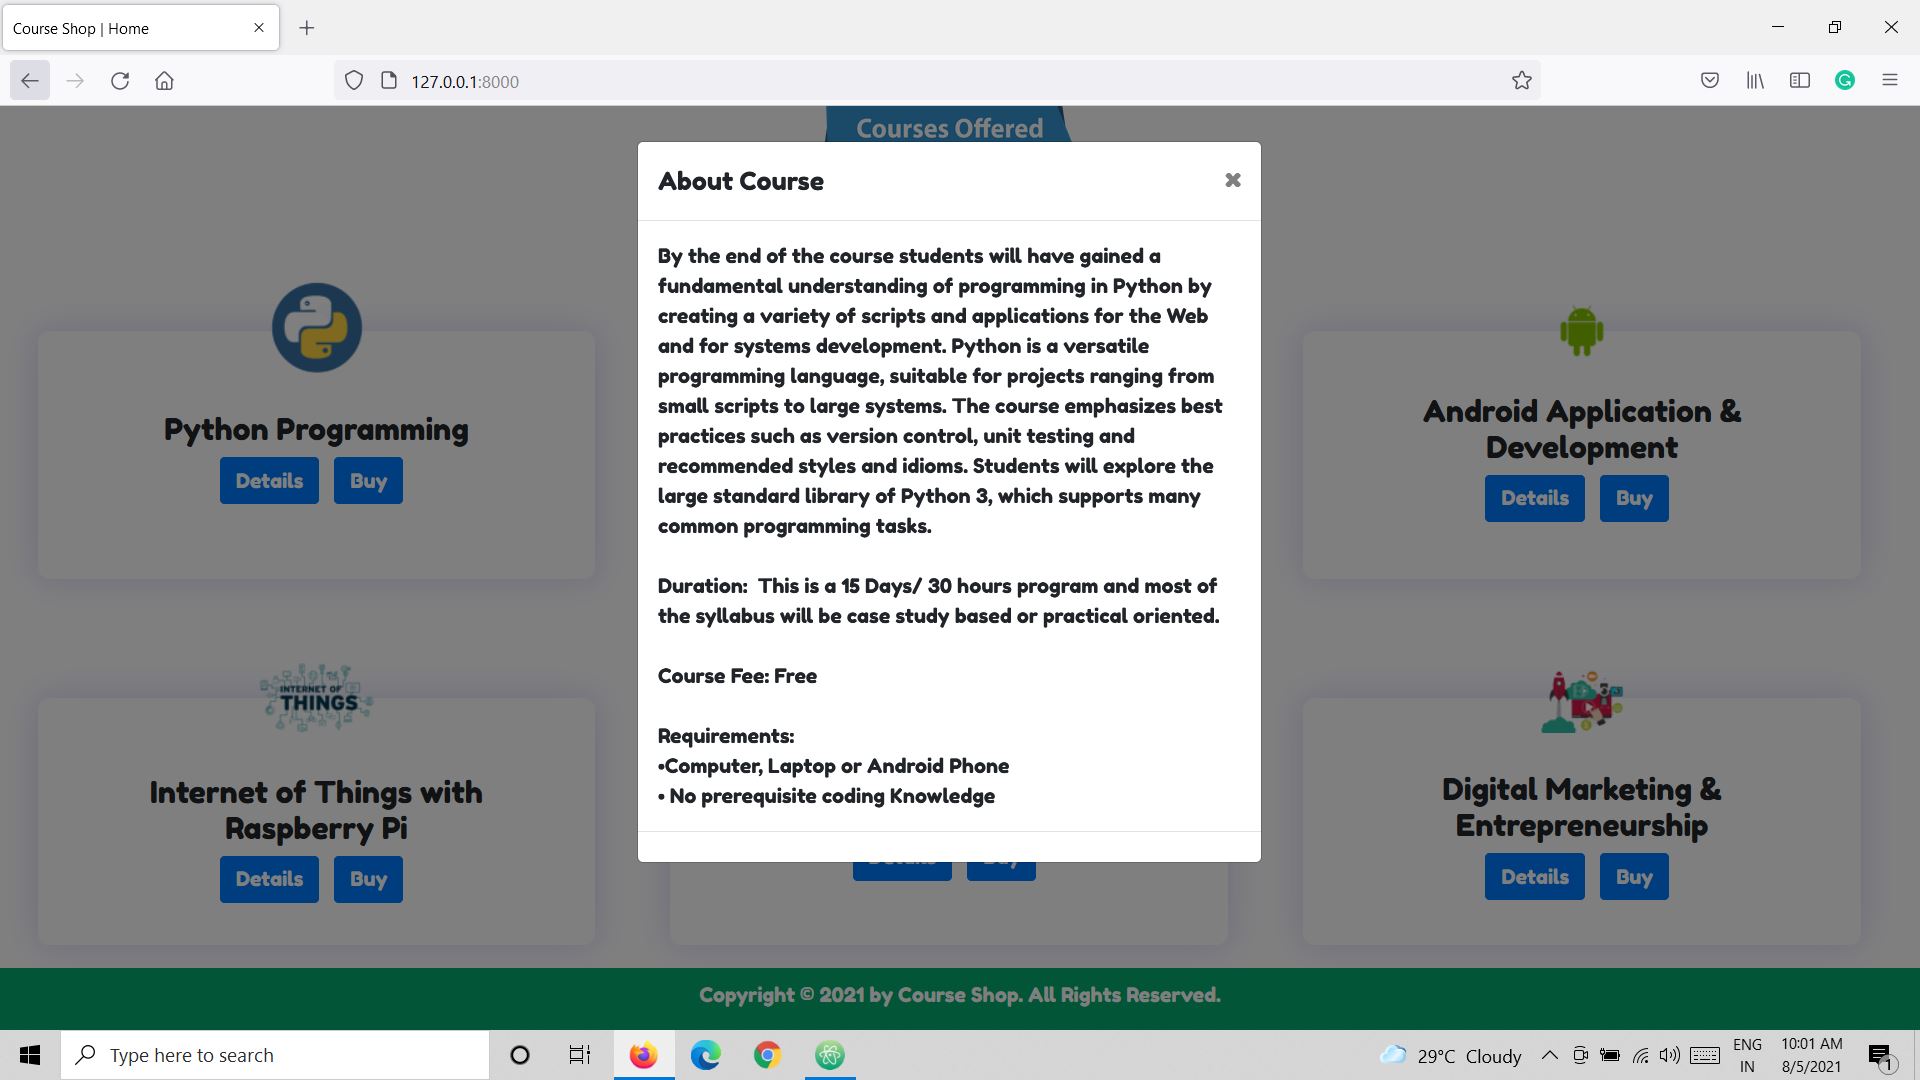 Course Shop | Home
127.0.0.1:8000
Courses Offered
About Course
By the end of the course students will have gained a
fundamental understanding of programming in Python by
creating a variety of scripts and applications for the Web
and for systems development. Python is a versatile
programming language, suitable for projects ranging from
small scripts to large systems. The course emphasizes best
practices such as version control, unit testing and
recommended styles and idioms. Students will explore the
large standard library of Python 3, which supports many
common programming tasks.
Duration:  This is a 15 Days/ 30 hours program and most of
the syllabus will be case study based or practical oriented.
Course Fee: Free
Requirements:
•Computer, Laptop or Android Phone
• No prerequisite coding Knowledge
Python Programming
Details Buy
Android Application &
Development
Details Buy
INTERNET OF
THINGS
Internet of Things with
Raspberry Pi
Details Buy
Details Buy
Digital Marketing &
Entrepreneurship
Details Buy
Copyright © 2021 by Course Shop. All Rights Reserved.
Type here to search
29°C Cloudy
ENG
IN
10:01 AM
8/5/2021
1